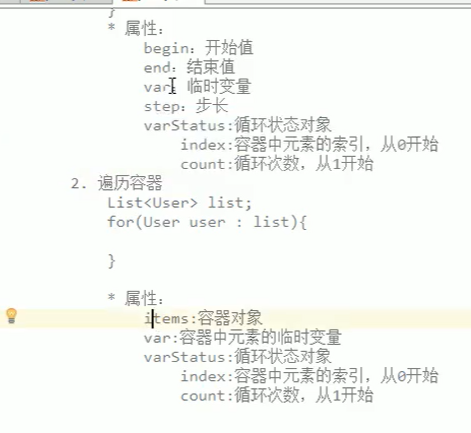 }
* 属性:
begin: 开始值
end: 结束值
var: 临时变量
step: 步长
varStatus:循环状态对象
index:容器中元素的索引,从0开始
count:循环次数,从1开始
2. 遍历容器
List<User> list;
for(User user : list){
}
* 属性:
items:容器对象
var:容器中元素的临时变量
varStatus:循环状态对象
index:容器中元素的索引,从0开始
count:循环次数,从1开始